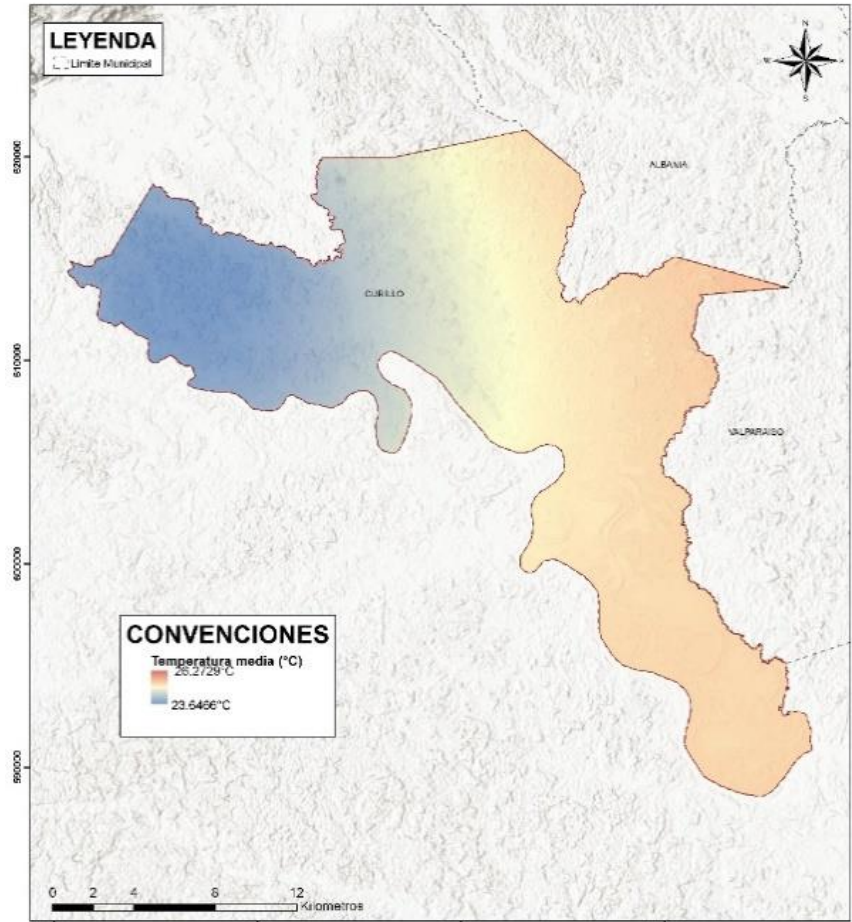 LEYENDA
Limite Municipal
N
S
ALBANIA
CURILLO
VALPARAISO
620000
610000
600000
590000
CONVENCIONES
Temperatura media (°C)
26.2729°C
23.6466°C
0 2 4 8 12
Kilometros